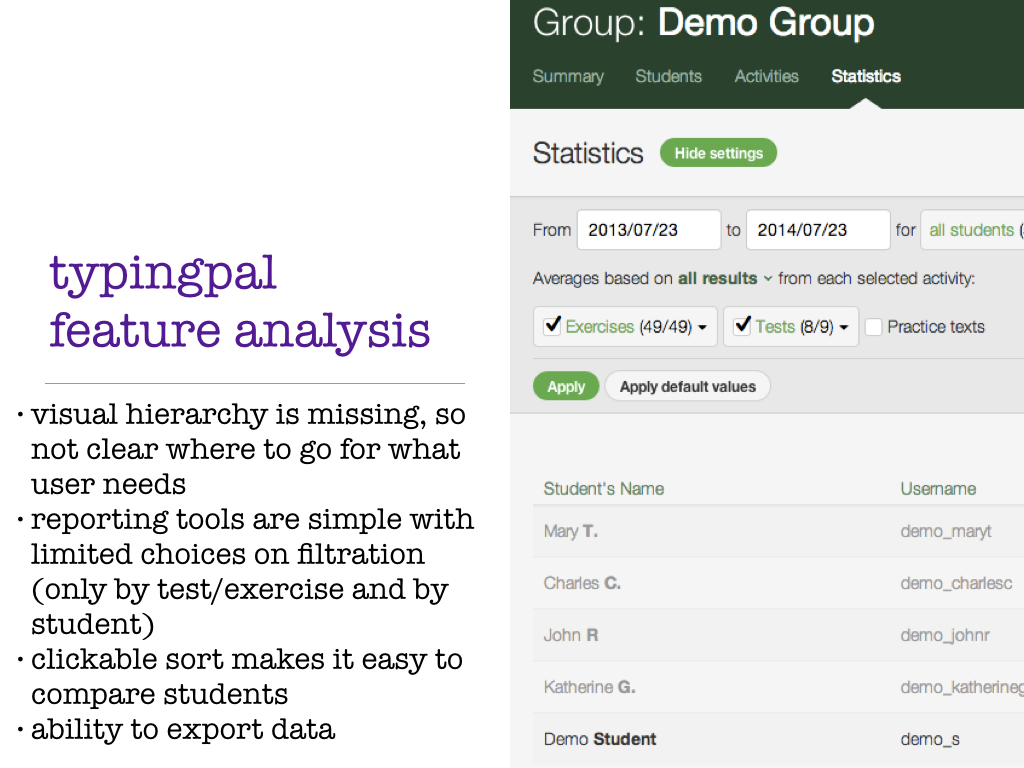 typingpal
feature analysis
• visual hierarchy is missing, so
not clear where to go for what
user needs
• reporting tools are simple with
limited choices on filtration
(only by test/exercise and by
student)
• clickable sort makes it easy to
compare students
• ability to export data
Group: Demo Group
Summary Students Activities Statistics
Statistics Hide settings
From 2013/07/23 to 2014/07/23 for all students (
Averages based on all results from each selected activity:
Exercises (49/49) Tests (8/9) Practice texts
Apply Apply default values
Student's Name Username
Mary T. demo_maryt
Charles C. demo_charlesc
John R demo_johnr
Katherine G. demo_katherineg
Demo Student demo_s